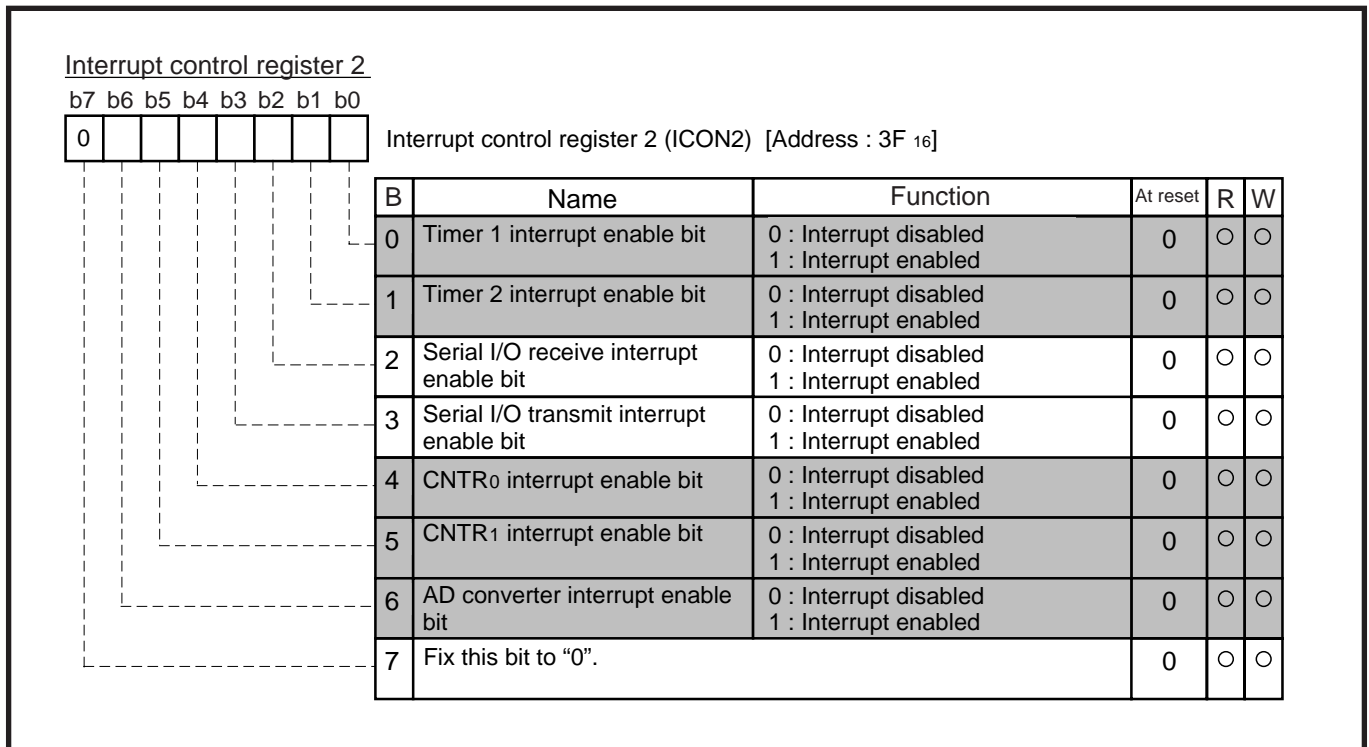 Interrupt control register 2
b7 b6 b5 b4 b3 b2 b1 b0
0
Interrupt control register 2 (ICON2) [Address : 3F 16]
B Name Function At reset R W
0 Timer 1 interrupt enable bit 0 : Interrupt disabled 0 ○ ○
1 : Interrupt enabled
1 Timer 2 interrupt enable bit 0 : Interrupt disabled 0 ○ ○
1 : Interrupt enabled
2 Serial I/O receive interrupt 0 : Interrupt disabled 0 ○ ○
enable bit 1 : Interrupt enabled
3 Serial I/O transmit interrupt 0 : Interrupt disabled 0 ○ ○
enable bit 1 : Interrupt enabled
4 CNTR0 interrupt enable bit 0 : Interrupt disabled 0 ○ ○
1 : Interrupt enabled
5 CNTR1 interrupt enable bit 0 : Interrupt disabled 0 ○ ○
1 : Interrupt enabled
6 AD converter interrupt enable 0 : Interrupt disabled 0 ○ ○
bit 1 : Interrupt enabled
7 Fix this bit to “0”. 0 ○ ○